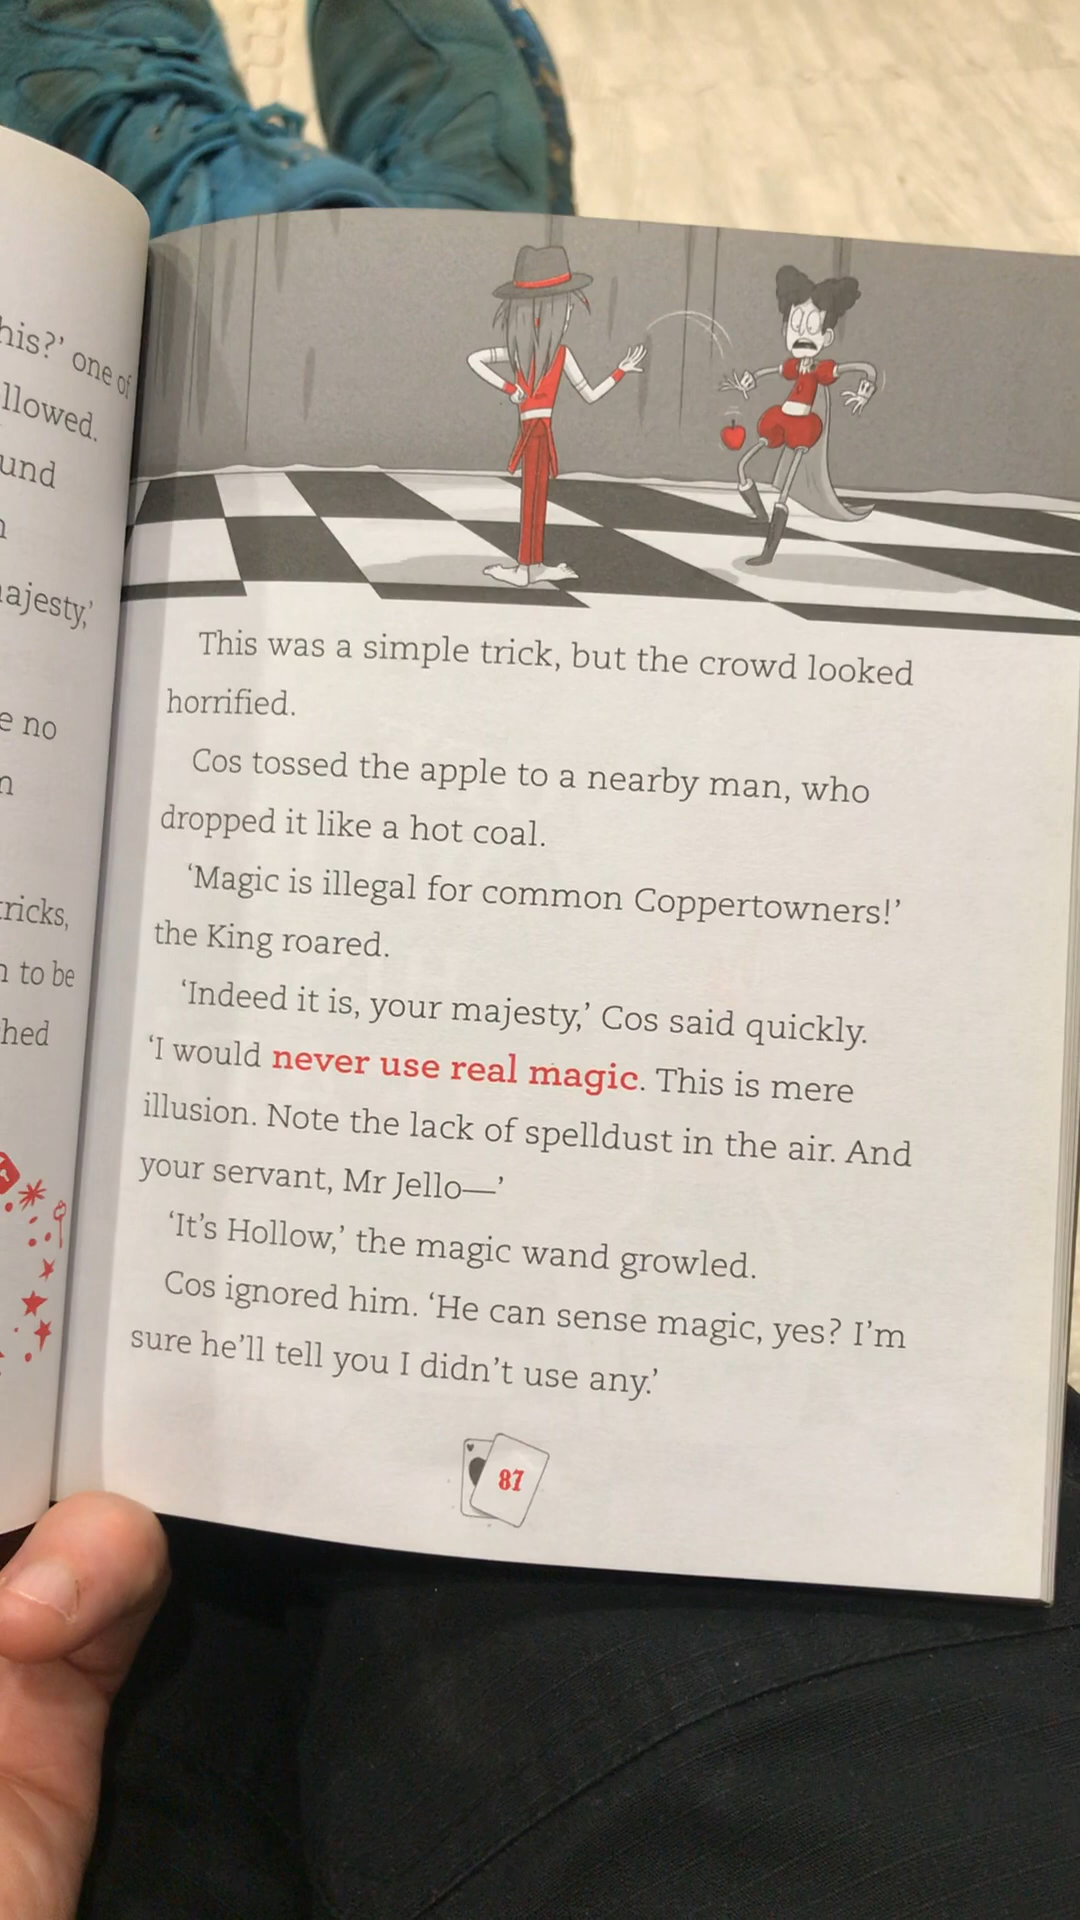 his?' one of
llowed.
und
ajesty,'
e no
ricks,
to be
hed
This was a simple trick, but the crowd looked
horrified.
Cos tossed the apple to a nearby man, who
dropped it like a hot coal.
'Magic is illegal for common Coppertowners!'
the King roared.
'Indeed it is, your majesty,' Cos said quickly.
'I would never use real magic. This is mere
illusion. Note the lack of spelldust in the air. And
your servant, Mr Jello—'
'It's Hollow,' the magic wand growled.
Cos ignored him. 'He can sense magic, yes? I'm
sure he'll tell you I didn't use any.'
87